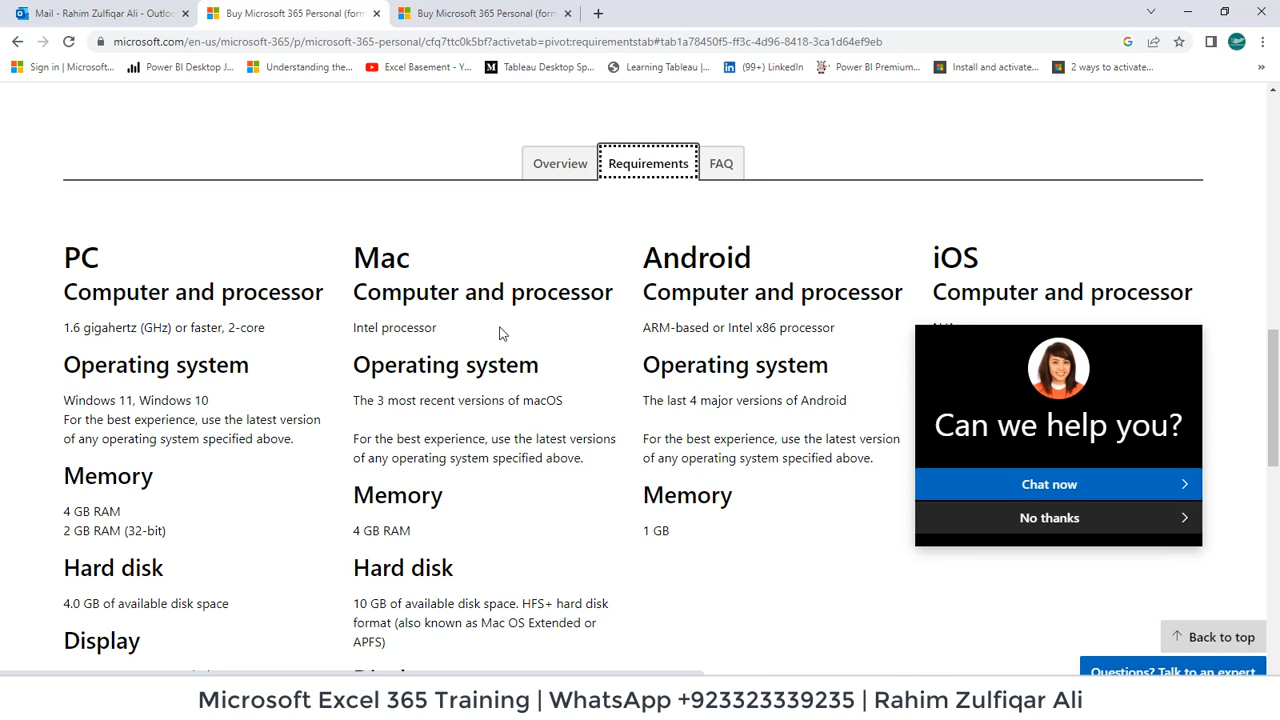 Mail - Rahim Zulfiqar Ali - Outlo
Buy Microsoft 365 Personal (form
Buy Microsoft 365 Personal (form
microsoft.com/en-us/microsoft-365/p/microsoft-365-personal/cfq7ttc0k5bf?activetab=pivot:requirementstab#tab1a78450f5-ff3c-4d96-8418-3ca1d64ef9eb
Sign in | Microsoft...
Power BI Desktop J...
Understanding the...
Excel Basement - Y...
Tableau Desktop Sp...
Learning Tableau |...
(99+) LinkedIn
Power BI Premium...
Install and activate...
2 ways to activate...
Overview
Requirements
FAQ
PC
Computer and processor
1.6 gigahertz (GHz) or faster, 2-core
Operating system
Windows 11, Windows 10
For the best experience, use the latest version
of any operating system specified above.
Memory
4 GB RAM
2 GB RAM (32-bit)
Hard disk
4.0 GB of available disk space
Display
Mac
Computer and processor
Intel processor
Operating system
The 3 most recent versions of macOS
For the best experience, use the latest versions
of any operating system specified above.
Memory
4 GB RAM
Hard disk
10 GB of available disk space. HFS+ hard disk
format (also known as Mac OS Extended or
APFS)
Android
Computer and processor
ARM-based or Intel x86 processor
Operating system
The last 4 major versions of Android
For the best experience, use the latest version
of any operating system specified above.
Memory
1 GB
iOS
Computer and processor
Can we help you?
Chat now
No thanks
Back to top
Questions? Talk to an expert
Microsoft Excel 365 Training | WhatsApp +923323339235 | Rahim Zulfiqar Ali